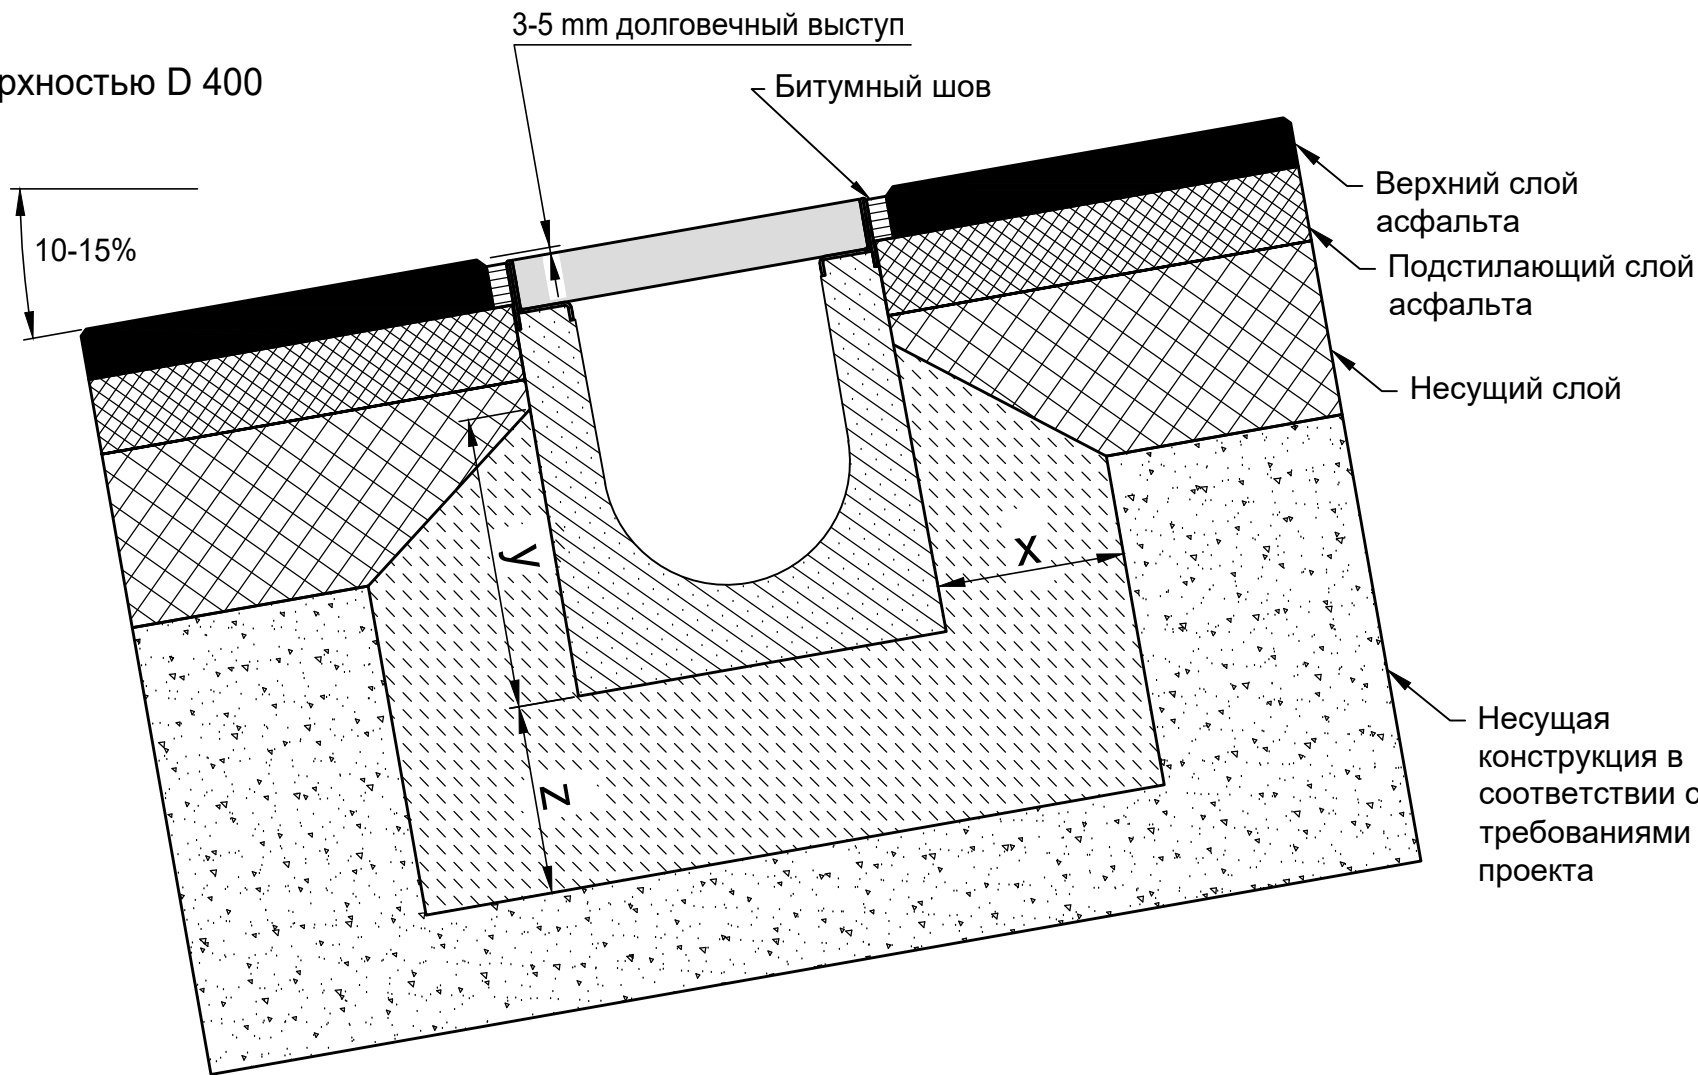 3-5 mm долговечный выступ
рхностью D 400
Битумный шов
10-15%
Верхний слой
асфальта
Подстилающий слой
асфальта
Несущий слой
y
x
z
Несущая
конструкция в
соответствии с
требованиями
проекта